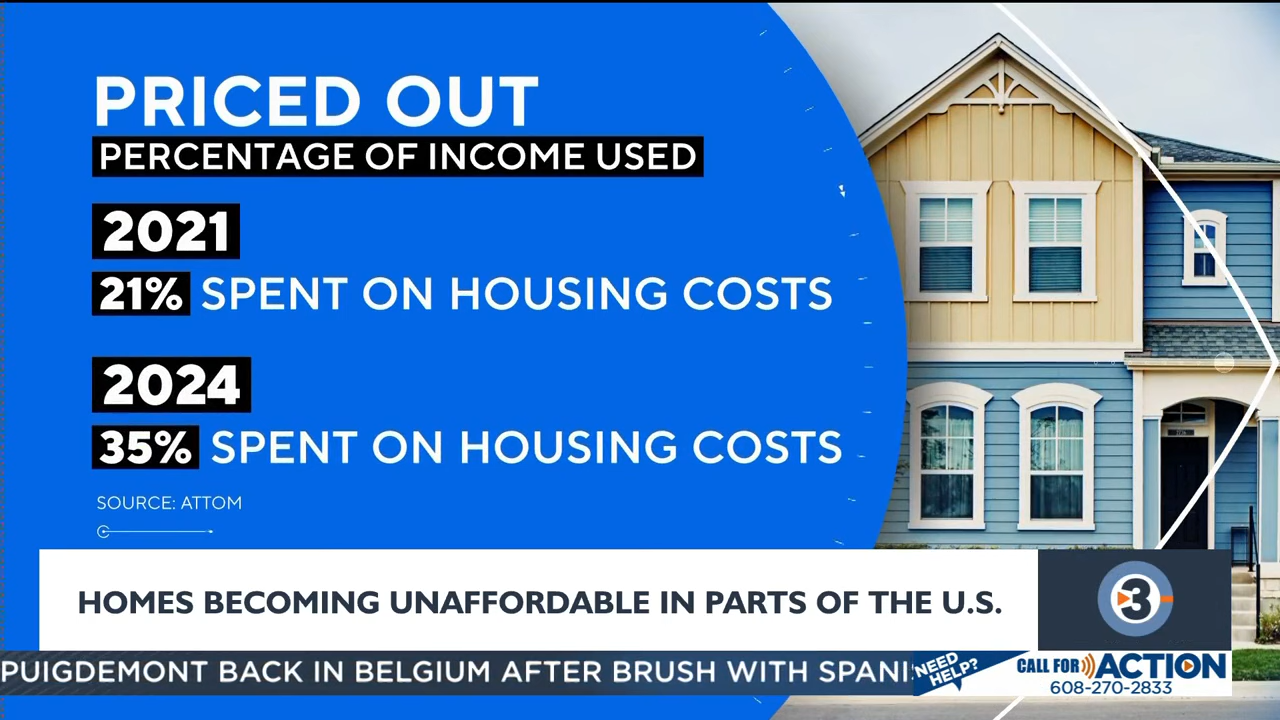 PRICED OUT
PERCENTAGE OF INCOME USED
2021
21% SPENT ON HOUSING COSTS
2024
35% SPENT ON HOUSING COSTS
SOURCE: ATTOM
HOMES BECOMING UNAFFORDABLE IN PARTS OF THE U.S.
3
PUIGDEMONT BACK IN BELGIUM AFTER BRUSH WITH SPANI
NEED HELP?
CALL FOR ACTION
608-270-2833